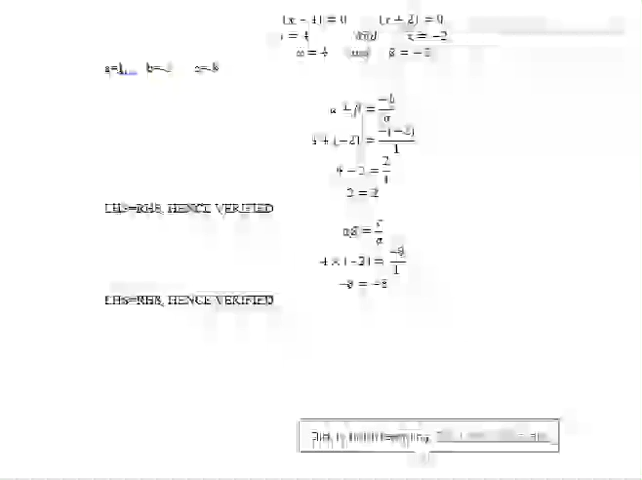 (x − 4) = 0 (x + 2) = 0
x = 4 And x = −2
α = 4 and β = −2
a=1, b=-2 c=-8
α + β = −b/a
4 + (−2) = −(−2)/1
4 − 2 = 2/1
2 = 2
LHS=RHS, HENCE VERIFIED
αβ = c/a
4 × (−2) = −8/1
−8 = −8
LHS=RHS, HENCE VERIFIED